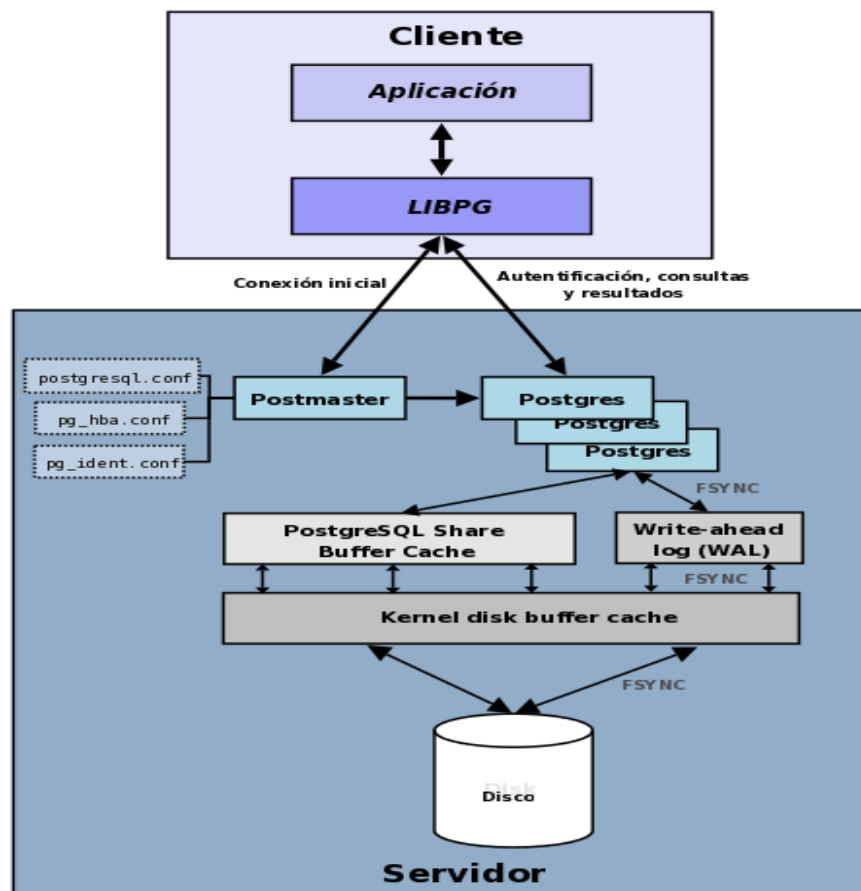 Cliente
Aplicación
LIBPG
Conexión inicial
Autentificación, consultas
y resultados
postgresql.conf
pg_hba.conf
pg_ident.conf
Postmaster
Postgres
Postgres
Postgres
FSYNC
PostgreSQL Share
Buffer Cache
Write-ahead
log (WAL)
FSYNC
Kernel disk buffer cache
FSYNC
Disk
Disco
Servidor